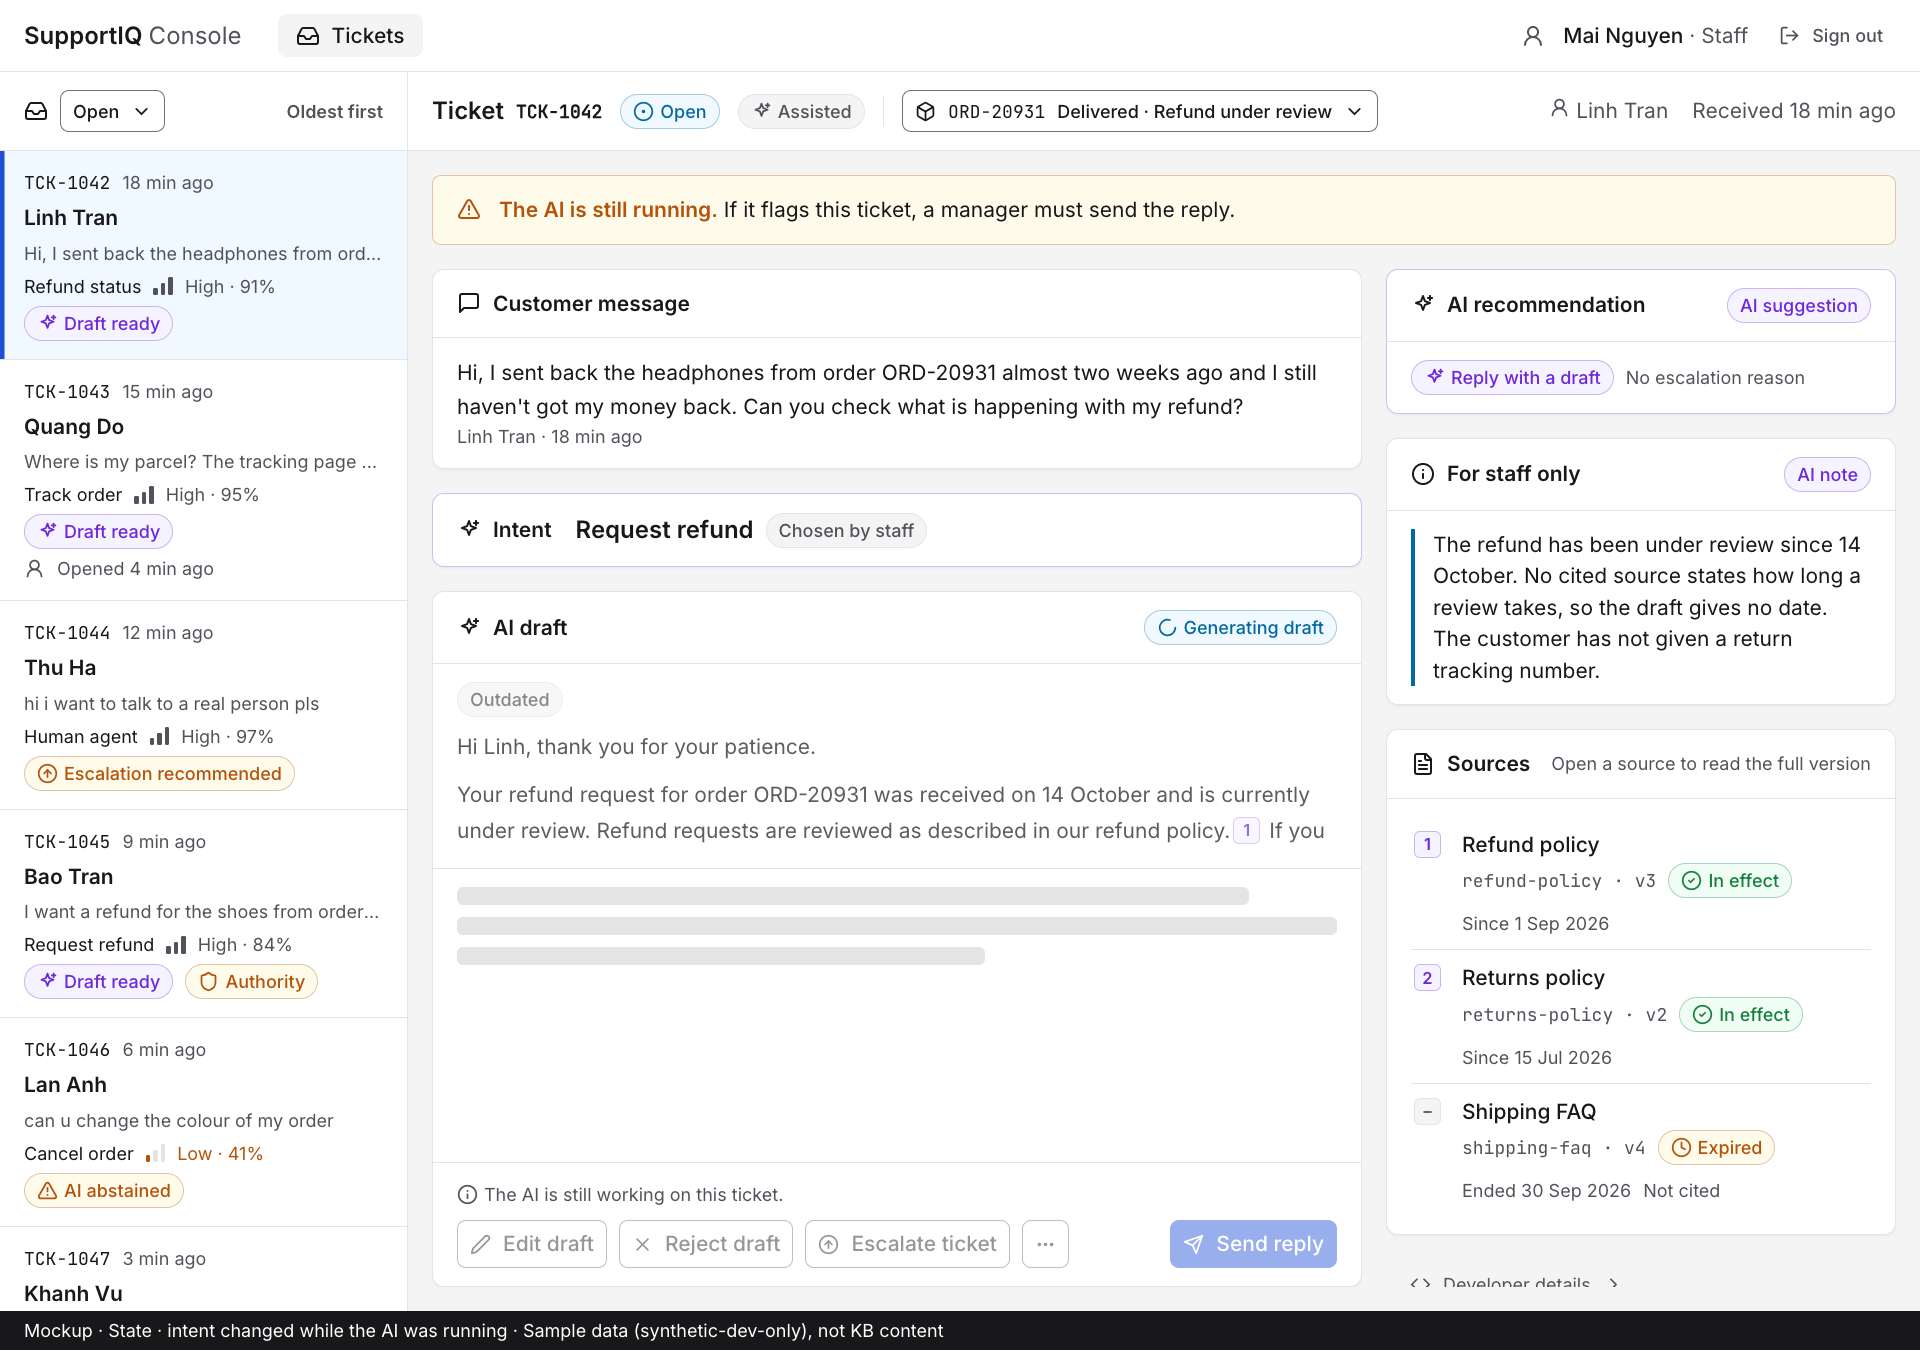 SupportIQ Console
Tickets
Mai Nguyen · Staff
Sign out
Open
Oldest first
TCK-1042 18 min ago
Linh Tran
Hi, I sent back the headphones from ord...
Refund status High · 91%
Draft ready
TCK-1043 15 min ago
Quang Do
Where is my parcel? The tracking page ...
Track order High · 95%
Draft ready
Opened 4 min ago
TCK-1044 12 min ago
Thu Ha
hi i want to talk to a real person pls
Human agent High · 97%
Escalation recommended
TCK-1045 9 min ago
Bao Tran
I want a refund for the shoes from order...
Request refund High · 84%
Draft ready Authority
TCK-1046 6 min ago
Lan Anh
can u change the colour of my order
Cancel order Low · 41%
AI abstained
TCK-1047 3 min ago
Khanh Vu
Ticket TCK-1042 Open Assisted
ORD-20931 Delivered · Refund under review
Linh Tran Received 18 min ago
The AI is still running. If it flags this ticket, a manager must send the reply.
Customer message
Hi, I sent back the headphones from order ORD-20931 almost two weeks ago and I still
haven't got my money back. Can you check what is happening with my refund?
Linh Tran · 18 min ago
Intent Request refund Chosen by staff
AI draft
Generating draft
Outdated
Hi Linh, thank you for your patience.
Your refund request for order ORD-20931 was received on 14 October and is currently
under review. Refund requests are reviewed as described in our refund policy. 1 If you
The AI is still working on this ticket.
Edit draft
Reject draft
Escalate ticket
...
Send reply
AI recommendation
AI suggestion
Reply with a draft No escalation reason
For staff only
AI note
The refund has been under review since 14
October. No cited source states how long a
review takes, so the draft gives no date.
The customer has not given a return
tracking number.
Sources Open a source to read the full version
1 Refund policy
refund-policy · v3 In effect
Since 1 Sep 2026
2 Returns policy
returns-policy · v2 In effect
Since 15 Jul 2026
– Shipping FAQ
shipping-faq · v4 Expired
Ended 30 Sep 2026 Not cited
Developer details
Mockup · State · intent changed while the AI was running · Sample data (synthetic-dev-only), not KB content